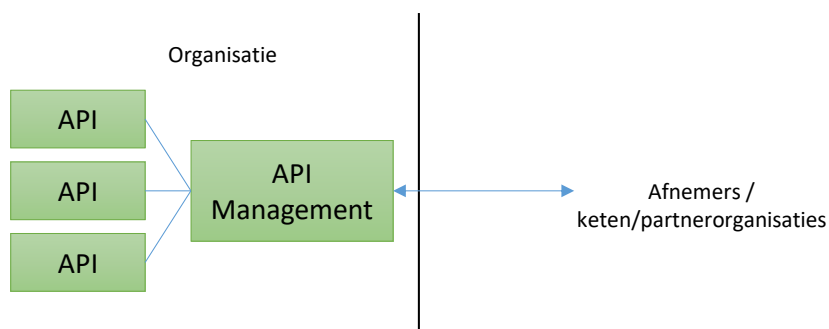 Organisatie
API
API
API
API
Management
Afnemers /
keten/partnerorganisaties